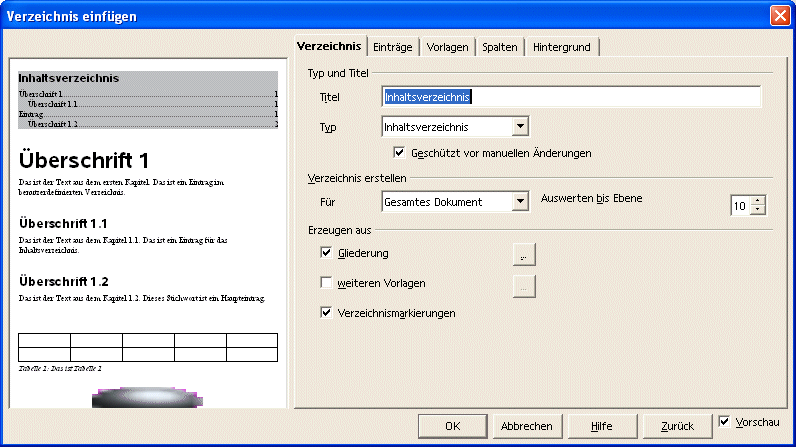 Verzeichnis einfügen
Verzeichnis
Einträge
Vorlagen
Spalten
Hintergrund
Inhaltsverzeichnis
Überschrift 1 1
Überschrift 1.1 1
Eintrag 1
Überschrift 1.2 2
Überschrift 1
Das ist der Text aus dem ersten Kapitel. Das ist ein Eintrag im
benutzerdefinierten Verzeichnis.
Überschrift 1.1
Das ist der Text aus dem Kapitel 1.1. Das ist ein Eintrag für das
Inhaltsverzeichnis.
Überschrift 1.2
Das ist der Text aus dem Kapitel 1.2. Dieses Stichwort ist ein Haupteintrag.
Tabelle 2: Das ist Tabelle 2
Typ und Titel
Titel Inhaltsverzeichnis
Typ Inhaltsverzeichnis
Geschützt vor manuellen Änderungen
Verzeichnis erstellen
Für Gesamtes Dokument Auswerten bis Ebene 10
Erzeugen aus
Gliederung ...
weiteren Vorlagen ...
Verzeichnismarkierungen
OK Abbrechen Hilfe Zurück Vorschau